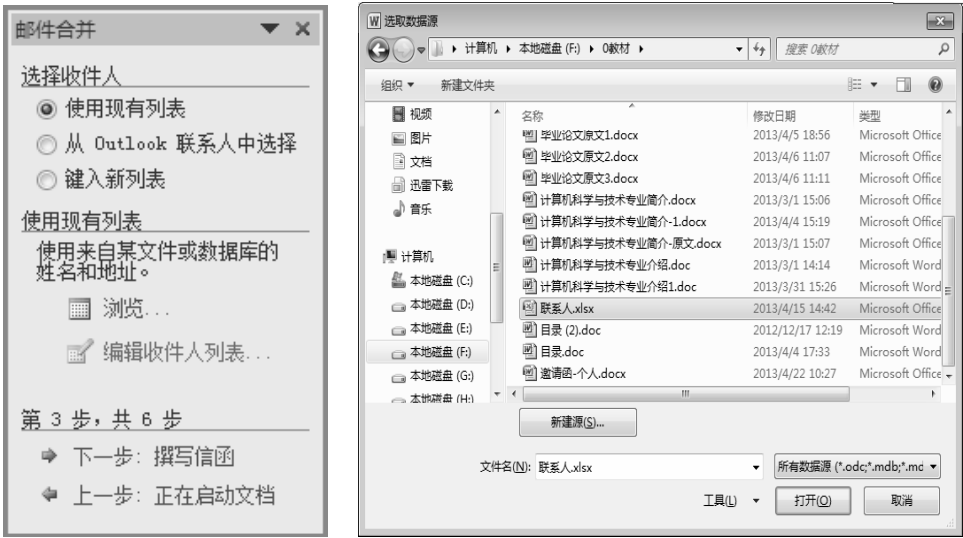 邮件合并
选择收件人
使用现有列表
从 Outlook 联系人中选择
键入新列表
使用现有列表
使用来自某文件或数据库的
姓名和地址。
浏览...
编辑收件人列表...
第 3 步，共 6 步
下一步: 撰写信函
上一步: 正在启动文档
选取数据源
计算机 本地磁盘 (F:) 0教材
搜索 0教材
组织 新建文件夹
视频
图片
文档
迅雷下载
音乐
计算机
本地磁盘 (C:)
本地磁盘 (D:)
本地磁盘 (E:)
本地磁盘 (F:)
本地磁盘 (G:)
本地磁盘 (H:)
名称 修改日期 类型
毕业论文原文1.docx 2013/4/5 18:56 Microsoft Office
毕业论文原文2.docx 2013/4/6 11:07 Microsoft Office
毕业论文原文3.docx 2013/4/6 11:11 Microsoft Office
计算机科学与技术专业简介.docx 2013/3/1 15:06 Microsoft Office
计算机科学与技术专业简介-1.docx 2013/4/4 15:19 Microsoft Office
计算机科学与技术专业简介-原文.docx 2013/3/1 15:07 Microsoft Office
计算机科学与技术专业介绍.doc 2013/3/1 14:14 Microsoft Word
计算机科学与技术专业介绍1.doc 2013/3/31 15:26 Microsoft Word
联系人.xlsx 2013/4/15 14:42 Microsoft Office
目录 (2).doc 2012/12/17 12:19 Microsoft Word
目录.doc 2013/4/4 17:33 Microsoft Word
邀请函-个人.docx 2013/4/22 10:27 Microsoft Office
新建源(S)...
文件名(N): 联系人.xlsx 所有数据源 (*.odc;*.mdb;*.md
工具(L) 打开(O) 取消